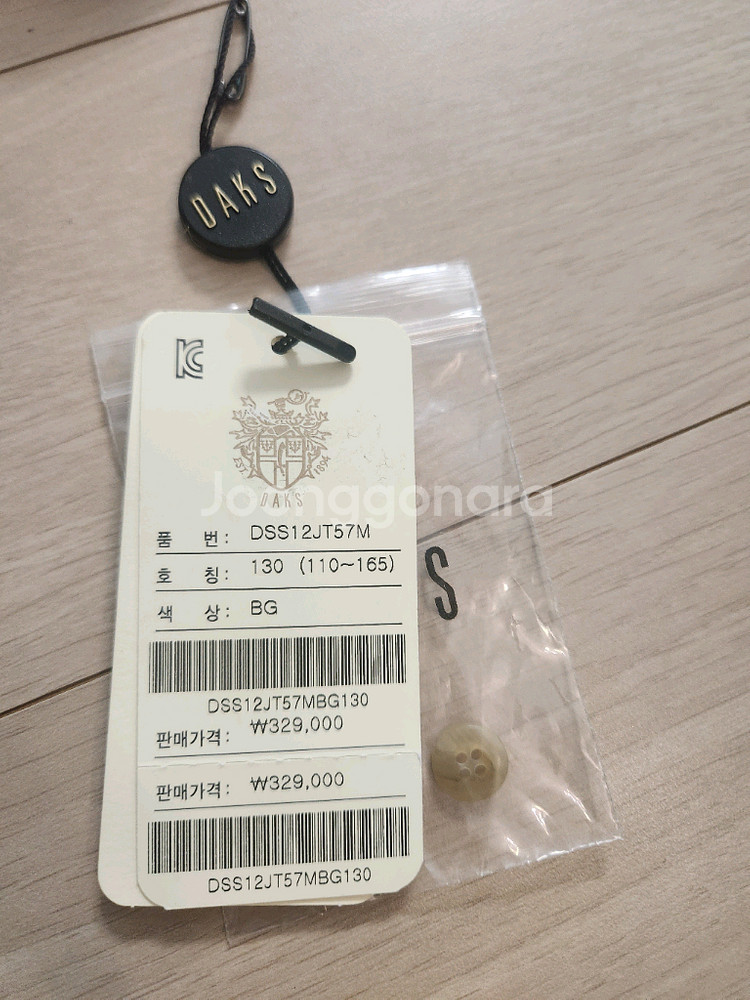 DAKS
KC
EST. 1894
DAKS
Joonggonara
품 번: DSS12JT57M
호 칭: 130 (110~165)
색 상: BG
S
DSS12JT57MBG130
판매가격: ₩329,000
판매가격: ₩329,000
DSS12JT57MBG130